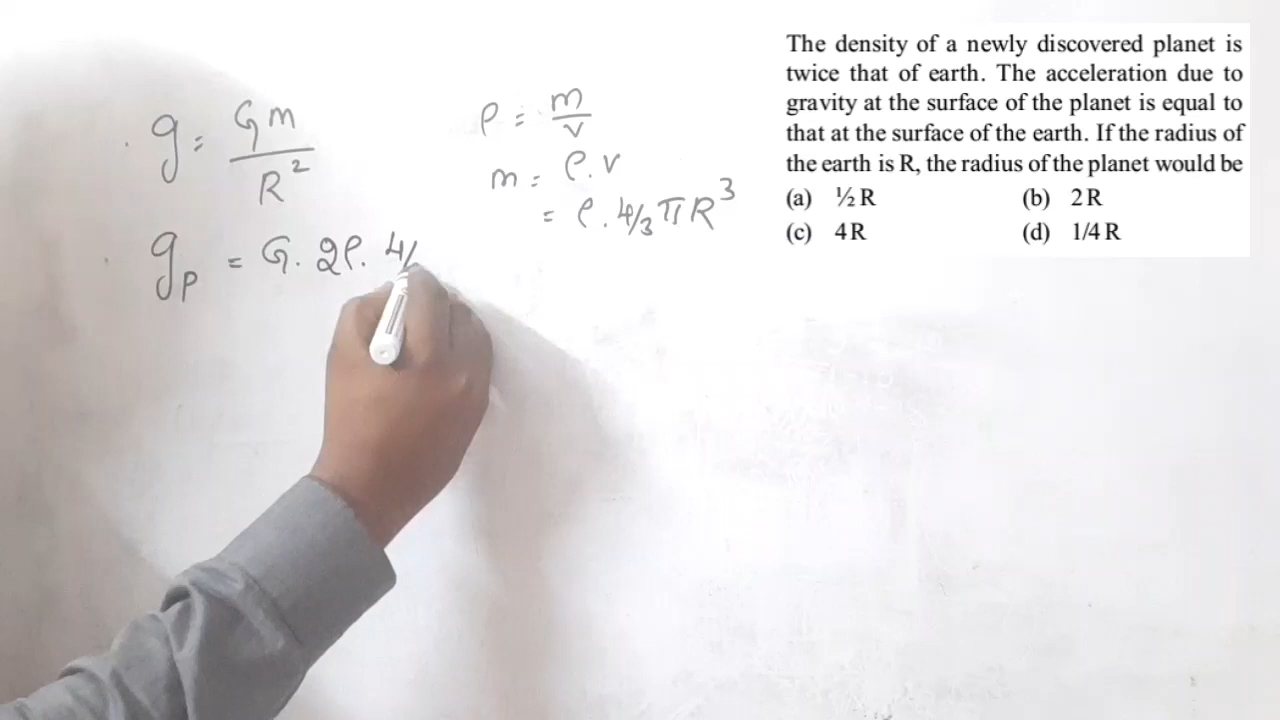 g = Gm / R²
ρ = m / v
m = ρ. v
= ρ. 4/3 π R³
g_p = G. 2ρ. 4/
The density of a newly discovered planet is
twice that of earth. The acceleration due to
gravity at the surface of the planet is equal to
that at the surface of the earth. If the radius of
the earth is R, the radius of the planet would be
(a) ½ R (b) 2 R
(c) 4 R (d) 1/4 R